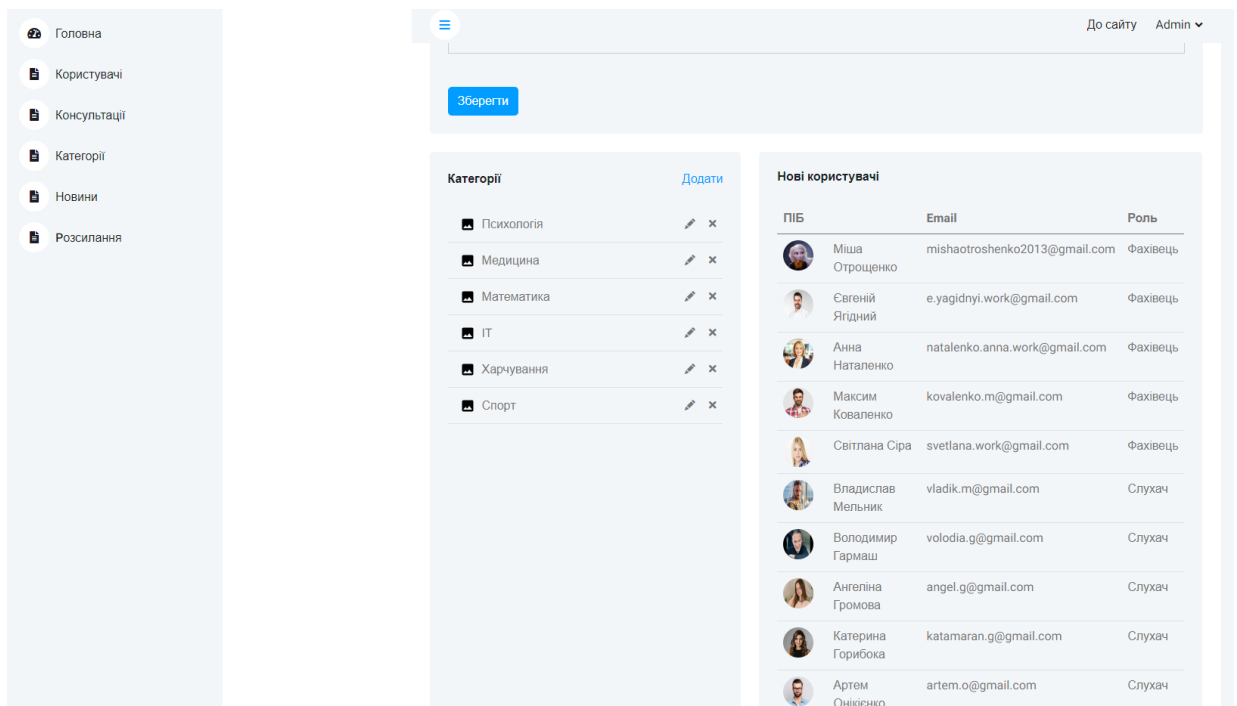 Головна
Користувачі
Консультації
Категорії
Новини
Розсилання
До сайту Admin
Зберегти
Категорії Додати
Психологія
Медицина
Математика
IT
Харчування
Спорт
Нові користувачі
ПІБ Email Роль
Міша Отрощенко mishaotroshenko2013@gmail.com Фахівець
Євгеній Ягідний e.yagidnyi.work@gmail.com Фахівець
Анна Наталенко natalenko.anna.work@gmail.com Фахівець
Максим Коваленко kovalenko.m@gmail.com Фахівець
Світлана Сіра svetlana.work@gmail.com Фахівець
Владислав Мельник vladik.m@gmail.com Слухач
Володимир Гармаш volodia.g@gmail.com Слухач
Ангеліна Громова angel.g@gmail.com Слухач
Катерина Горибока katamaran.g@gmail.com Слухач
Артем Онікієнко artem.o@gmail.com Слухач